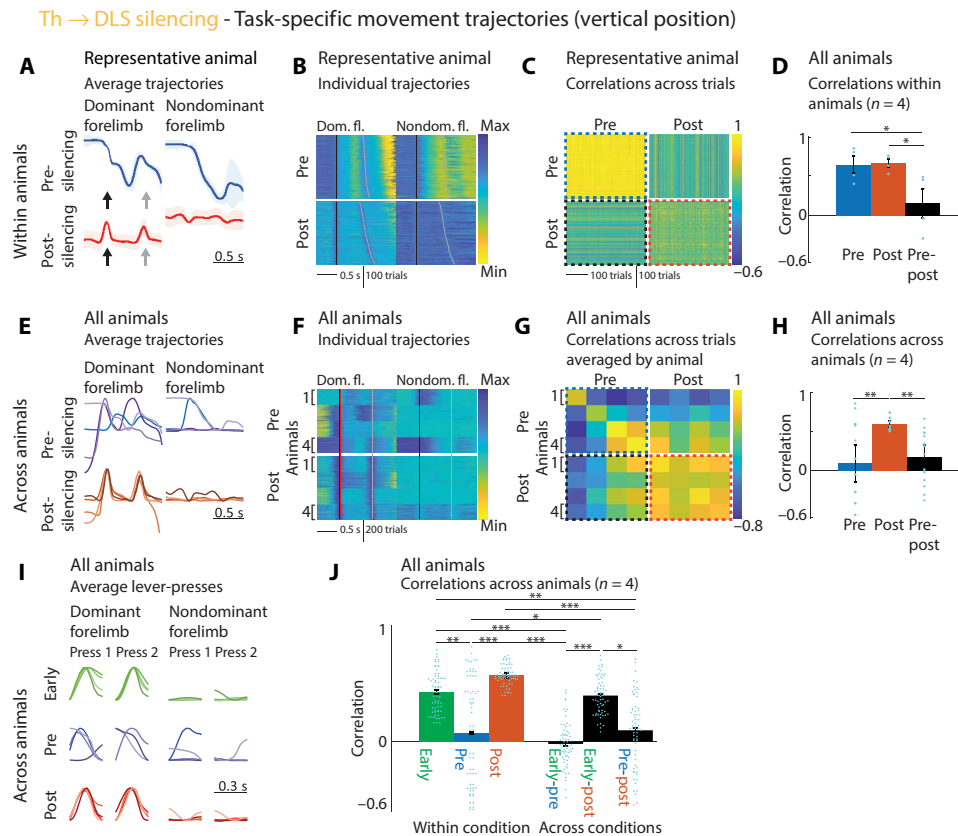 Th → DLS silencing - Task-specific movement trajectories (vertical position)
A
Representative animal
Average trajectories
Dominant forelimb
Nondominant forelimb
Within animals
Pre-silencing
Post-silencing
0.5 s
B
Representative animal
Individual trajectories
Dom. fl.
Nondom. fl.
Pre
Post
Max
Min
0.5 s
100 trials
C
Representative animal
Correlations across trials
Pre
Post
Pre
Post
1
−0.6
100 trials
100 trials
D
All animals
Correlations within
animals (n = 4)
*
*
1
0
−0.6
Correlation
Pre
Post
Pre-post
E
All animals
Average trajectories
Dominant forelimb
Nondominant forelimb
Across animals
Pre-silencing
Post-silencing
0.5 s
F
All animals
Individual trajectories
Dom. fl.
Nondom. fl.
Animals
Pre
Post
1[
4[
1[
4[
Max
Min
0.5 s
200 trials
G
All animals
Correlations across trials
averaged by animal
Pre
Post
Animals
Pre
Post
1[
4[
1[
4[
1
−0.8
H
All animals
Correlations across
animals (n = 4)
**
**
1
0
−0.6
Correlation
Pre
Post
Pre-post
I
All animals
Average lever-presses
Dominant forelimb
Nondominant forelimb
Press 1
Press 2
Press 1
Press 2
Across animals
Early
Pre
Post
0.3 s
J
All animals
Correlations across animals (n = 4)
**
***
*
***
**
***
***
***
*
1
0
−0.6
Correlation
Early
Pre
Post
Early-pre
Early-post
Pre-post
Within condition
Across conditions